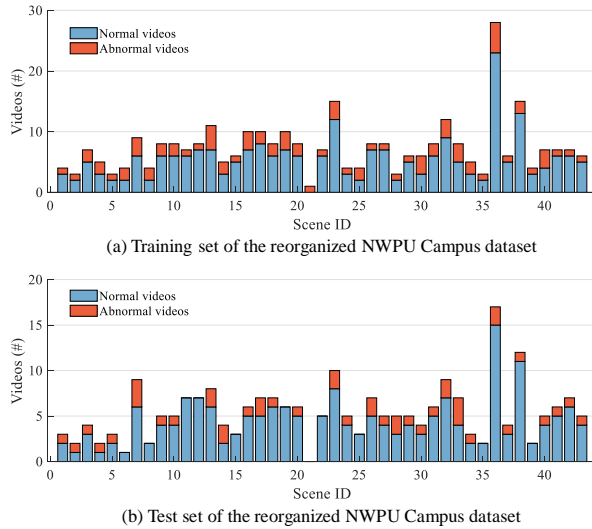 30
20
10
0
Videos (#)
Normal videos
Abnormal videos
0 5 10 15 20 25 30 35 40
Scene ID
(a) Training set of the reorganized NWPU Campus dataset
20
15
10
5
0
Videos (#)
Normal videos
Abnormal videos
0 5 10 15 20 25 30 35 40
Scene ID
(b) Test set of the reorganized NWPU Campus dataset